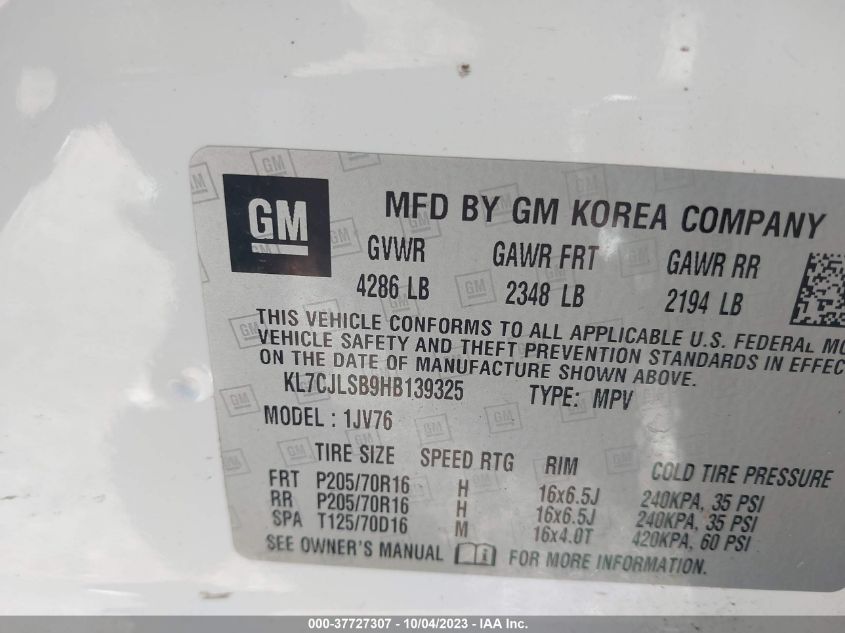 GM
MFD BY GM KOREA COMPANY
GVWR GAWR FRT GAWR RR
4286 LB 2348 LB 2194 LB
THIS VEHICLE CONFORMS TO ALL APPLICABLE U.S. FEDERAL
VEHICLE SAFETY AND THEFT PREVENTION STANDARDS IN EFFEC
ON THE DATE OF MANUFACTURE SHOWN ABOVE.
KL7CJLSB9HB139325 TYPE: MPV
MODEL : 1JV76
TIRE SIZE SPEED RTG RIM COLD TIRE PRESSURE
FRT P205/70R16 H 16x6.5J 240KPA, 35 PSI
RR P205/70R16 H 16x6.5J 240KPA, 35 PSI
SPA T125/70D16 M 16x4.0T 420KPA, 60 PSI
SEE OWNER'S MANUAL FOR MORE INFORMATION.
000-37727307 - 10/04/2023 - IAA Inc.